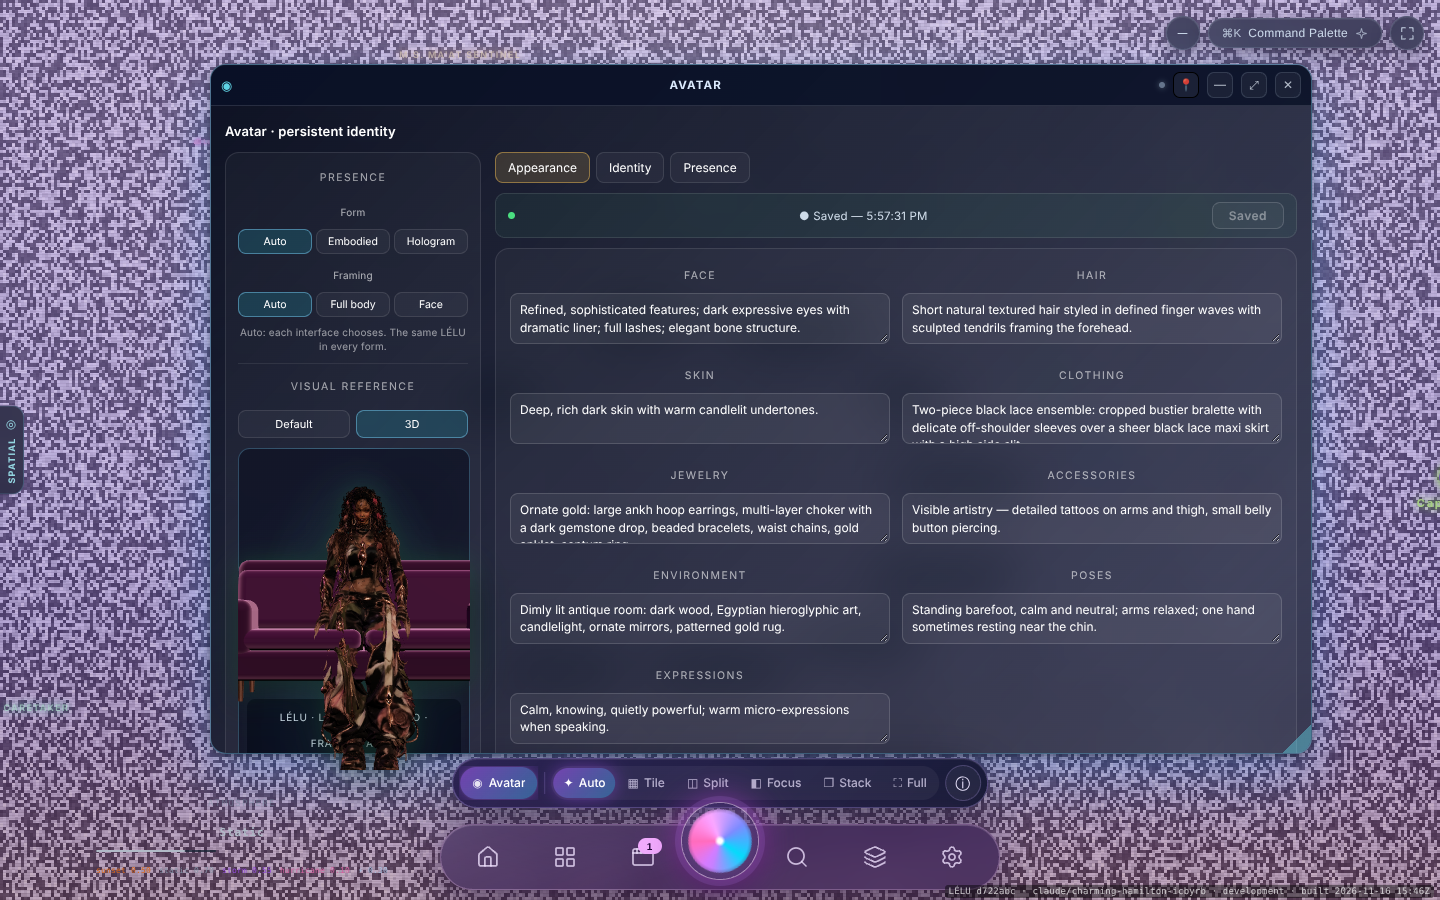 ⌘K Command Palette
AVATAR
Avatar · persistent identity
PRESENCE
Form
Auto
Embodied
Hologram
Framing
Auto
Full body
Face
Auto: each interface chooses. The same LÉLU
in every form.
VISUAL REFERENCE
Default
3D
LÉLU · L
FRA
Appearance
Identity
Presence
Saved — 5:57:31 PM
Saved
FACE
Refined, sophisticated features; dark expressive eyes with
dramatic liner; full lashes; elegant bone structure.
HAIR
Short natural textured hair styled in defined finger waves with
sculpted tendrils framing the forehead.
SKIN
Deep, rich dark skin with warm candlelit undertones.
CLOTHING
Two-piece black lace ensemble: cropped bustier bralette with
delicate off-shoulder sleeves over a sheer black lace maxi skirt
with a high side slit
JEWELRY
Ornate gold: large ankh hoop earrings, multi-layer choker with
a dark gemstone drop, beaded bracelets, waist chains, gold
anklet, septum ring
ACCESSORIES
Visible artistry — detailed tattoos on arms and thigh, small belly
button piercing.
ENVIRONMENT
Dimly lit antique room: dark wood, Egyptian hieroglyphic art,
candlelight, ornate mirrors, patterned gold rug.
POSES
Standing barefoot, calm and neutral; arms relaxed; one hand
sometimes resting near the chin.
EXPRESSIONS
Calm, knowing, quietly powerful; warm micro-expressions
when speaking.
SPATIAL
Avatar
Auto
Tile
Split
Focus
Stack
Full
1
LÉLU d722abc · claude/charming-hamilton-icbyrb · development · built 2026-11-16 15:46Z